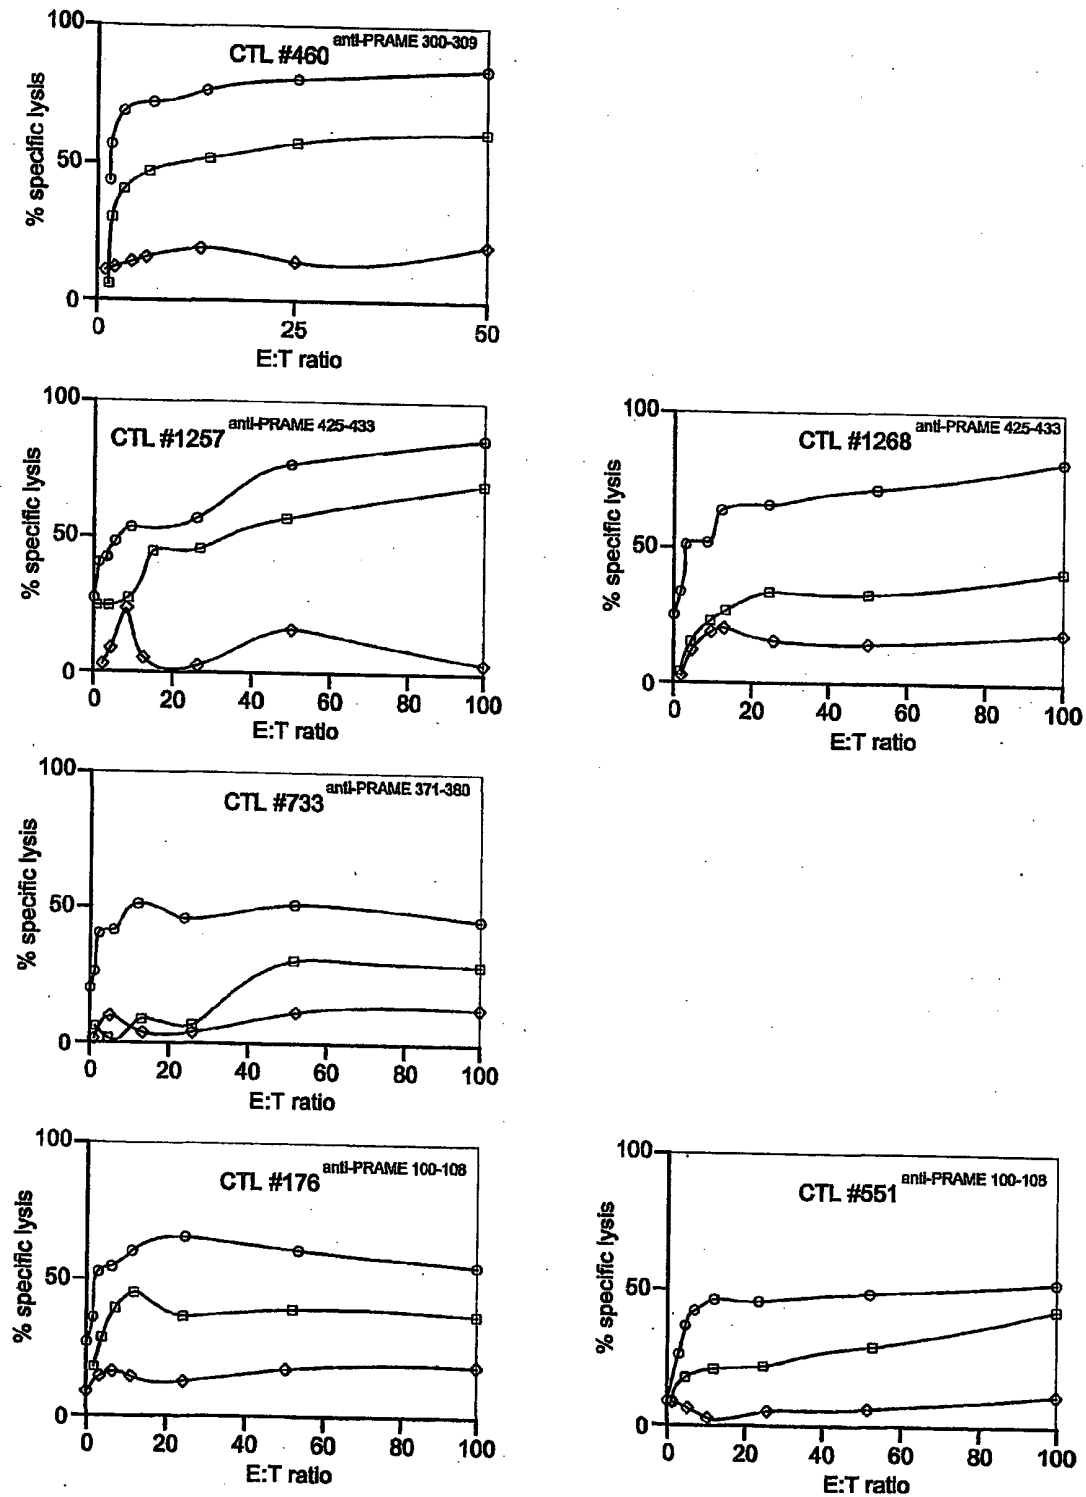 100
CTL #460 anti-PRAME 300-309
% specific lysis
50
0
0 25 50
E:T ratio
100
CTL #1257 anti-PRAME 425-433
% specific lysis
50
0
0 20 40 60 80 100
E:T ratio
100
CTL #1268 anti-PRAME 425-433
% specific lysis
50
0
0 20 40 60 80 100
E:T ratio
100
CTL #733 anti-PRAME 371-380
% specific lysis
50
0
0 20 40 60 80 100
E:T ratio
100
CTL #176 anti-PRAME 100-108
% specific lysis
50
0
0 20 40 60 80 100
E:T ratio
100
CTL #551 anti-PRAME 100-108
% specific lysis
50
0
0 20 40 60 80 100
E:T ratio